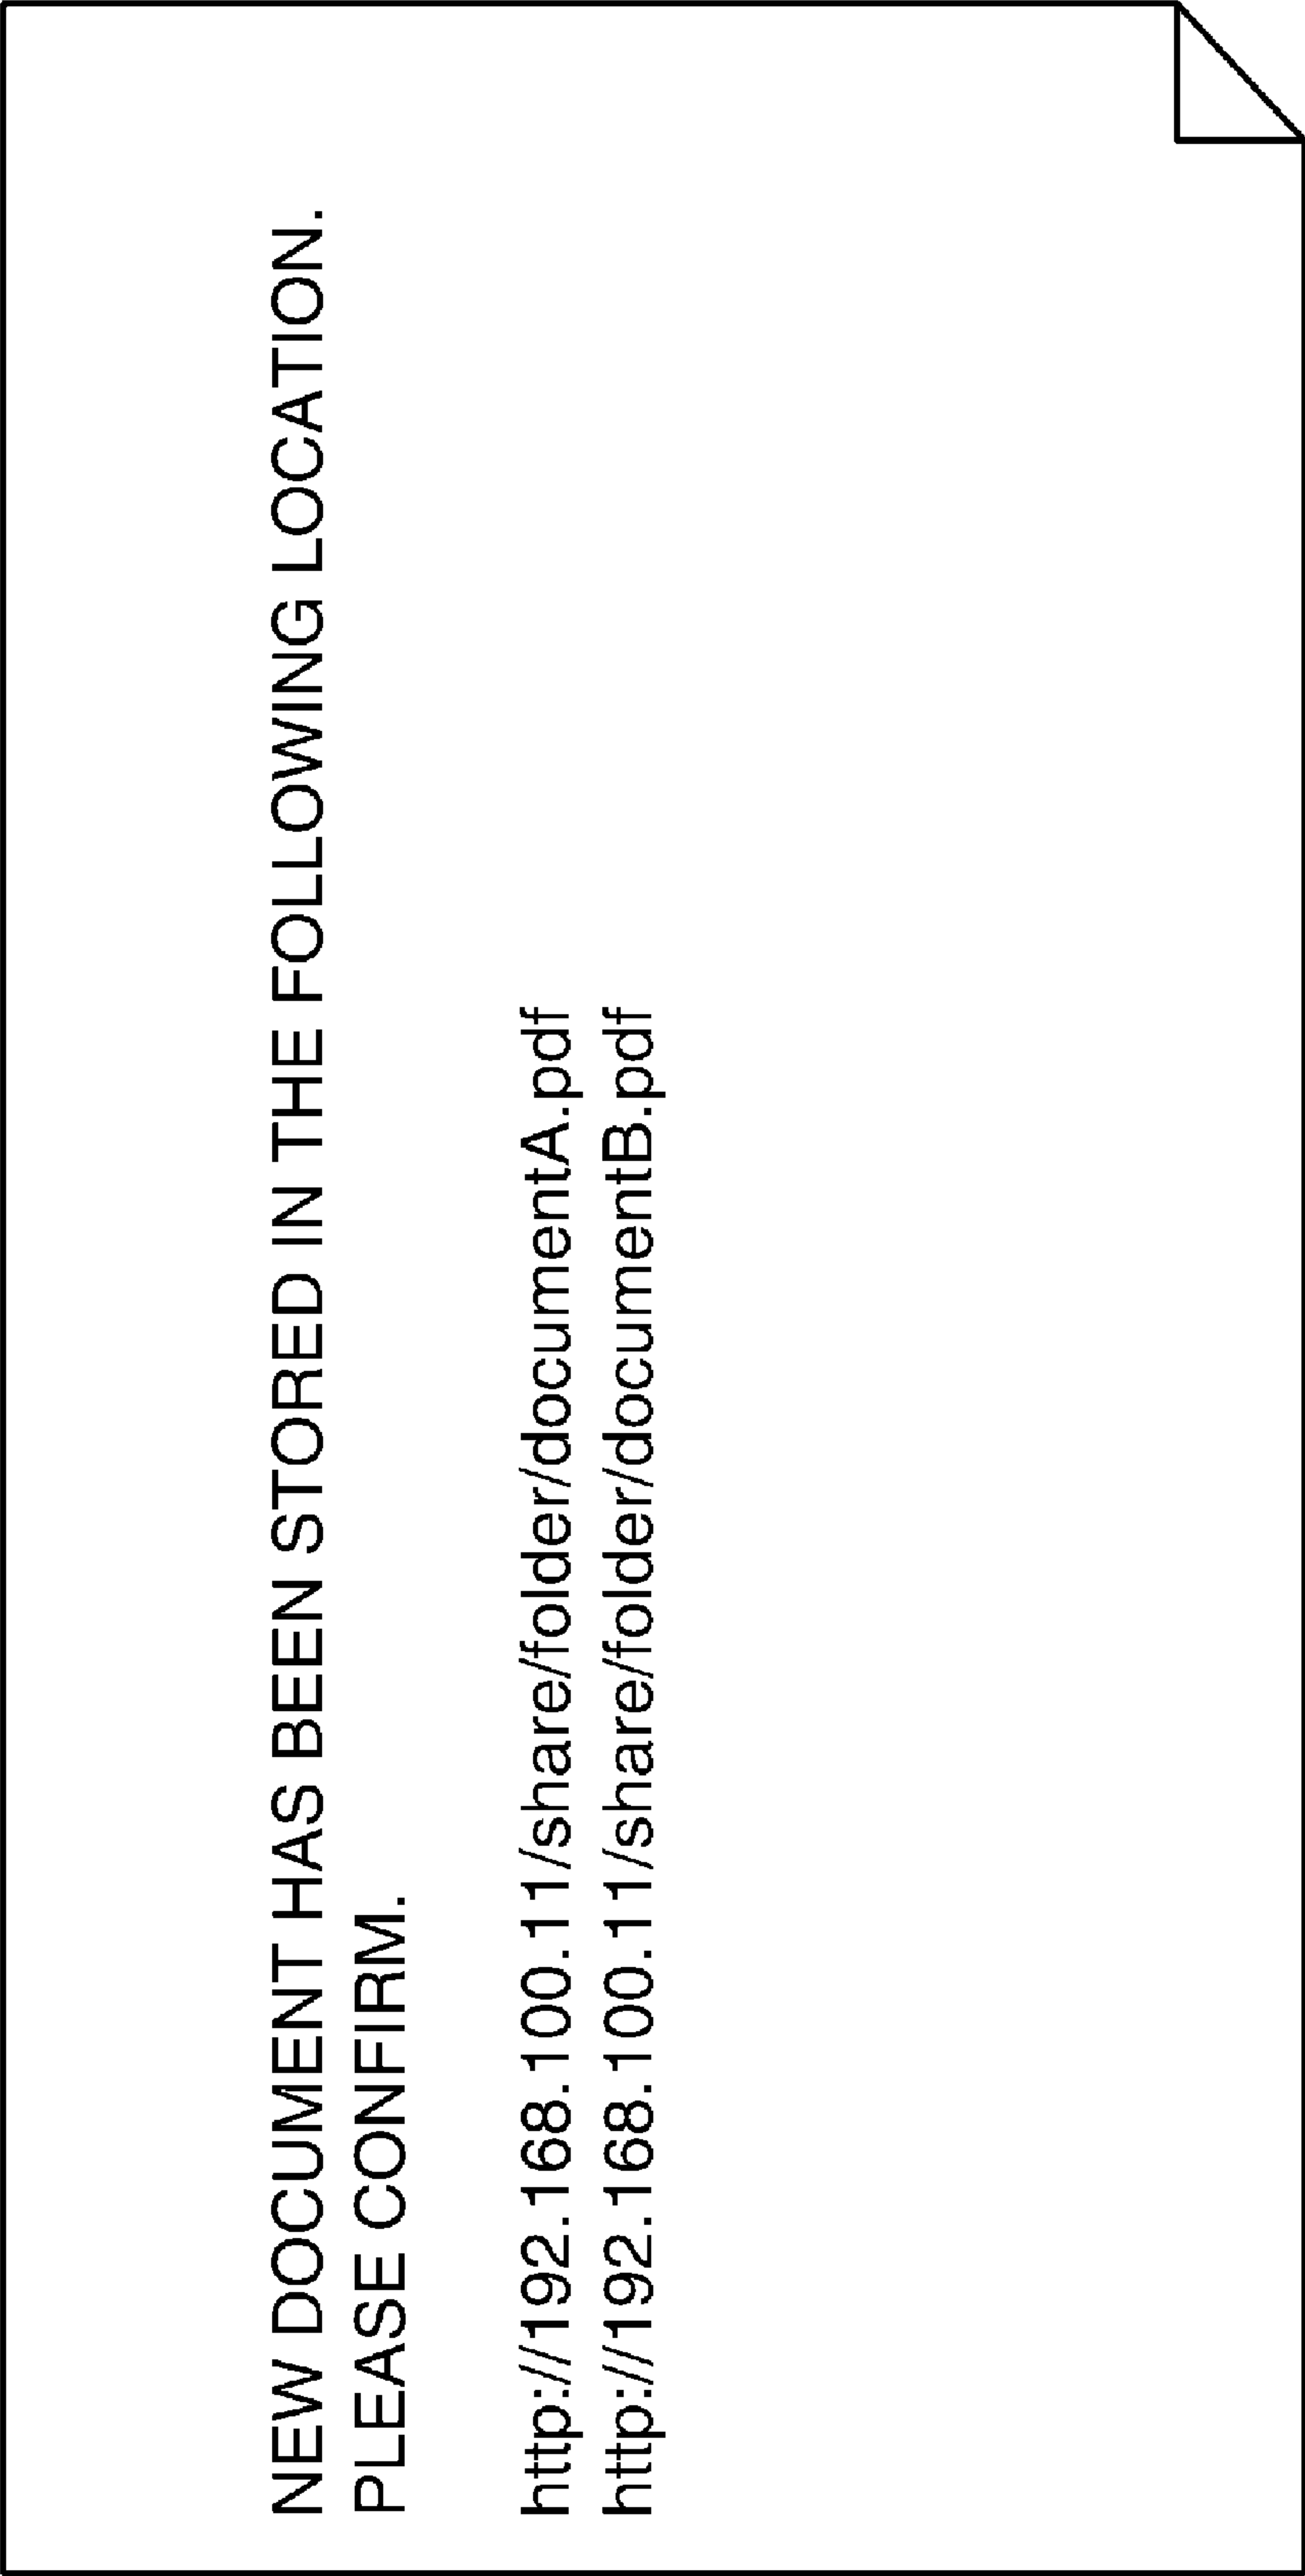 NEW DOCUMENT HAS BEEN STORED IN THE FOLLOWING LOCATION.
PLEASE CONFIRM.
http://192.168.100.11/share/folder/documentA.pdf
http://192.168.100.11/share/folder/documentB.pdf